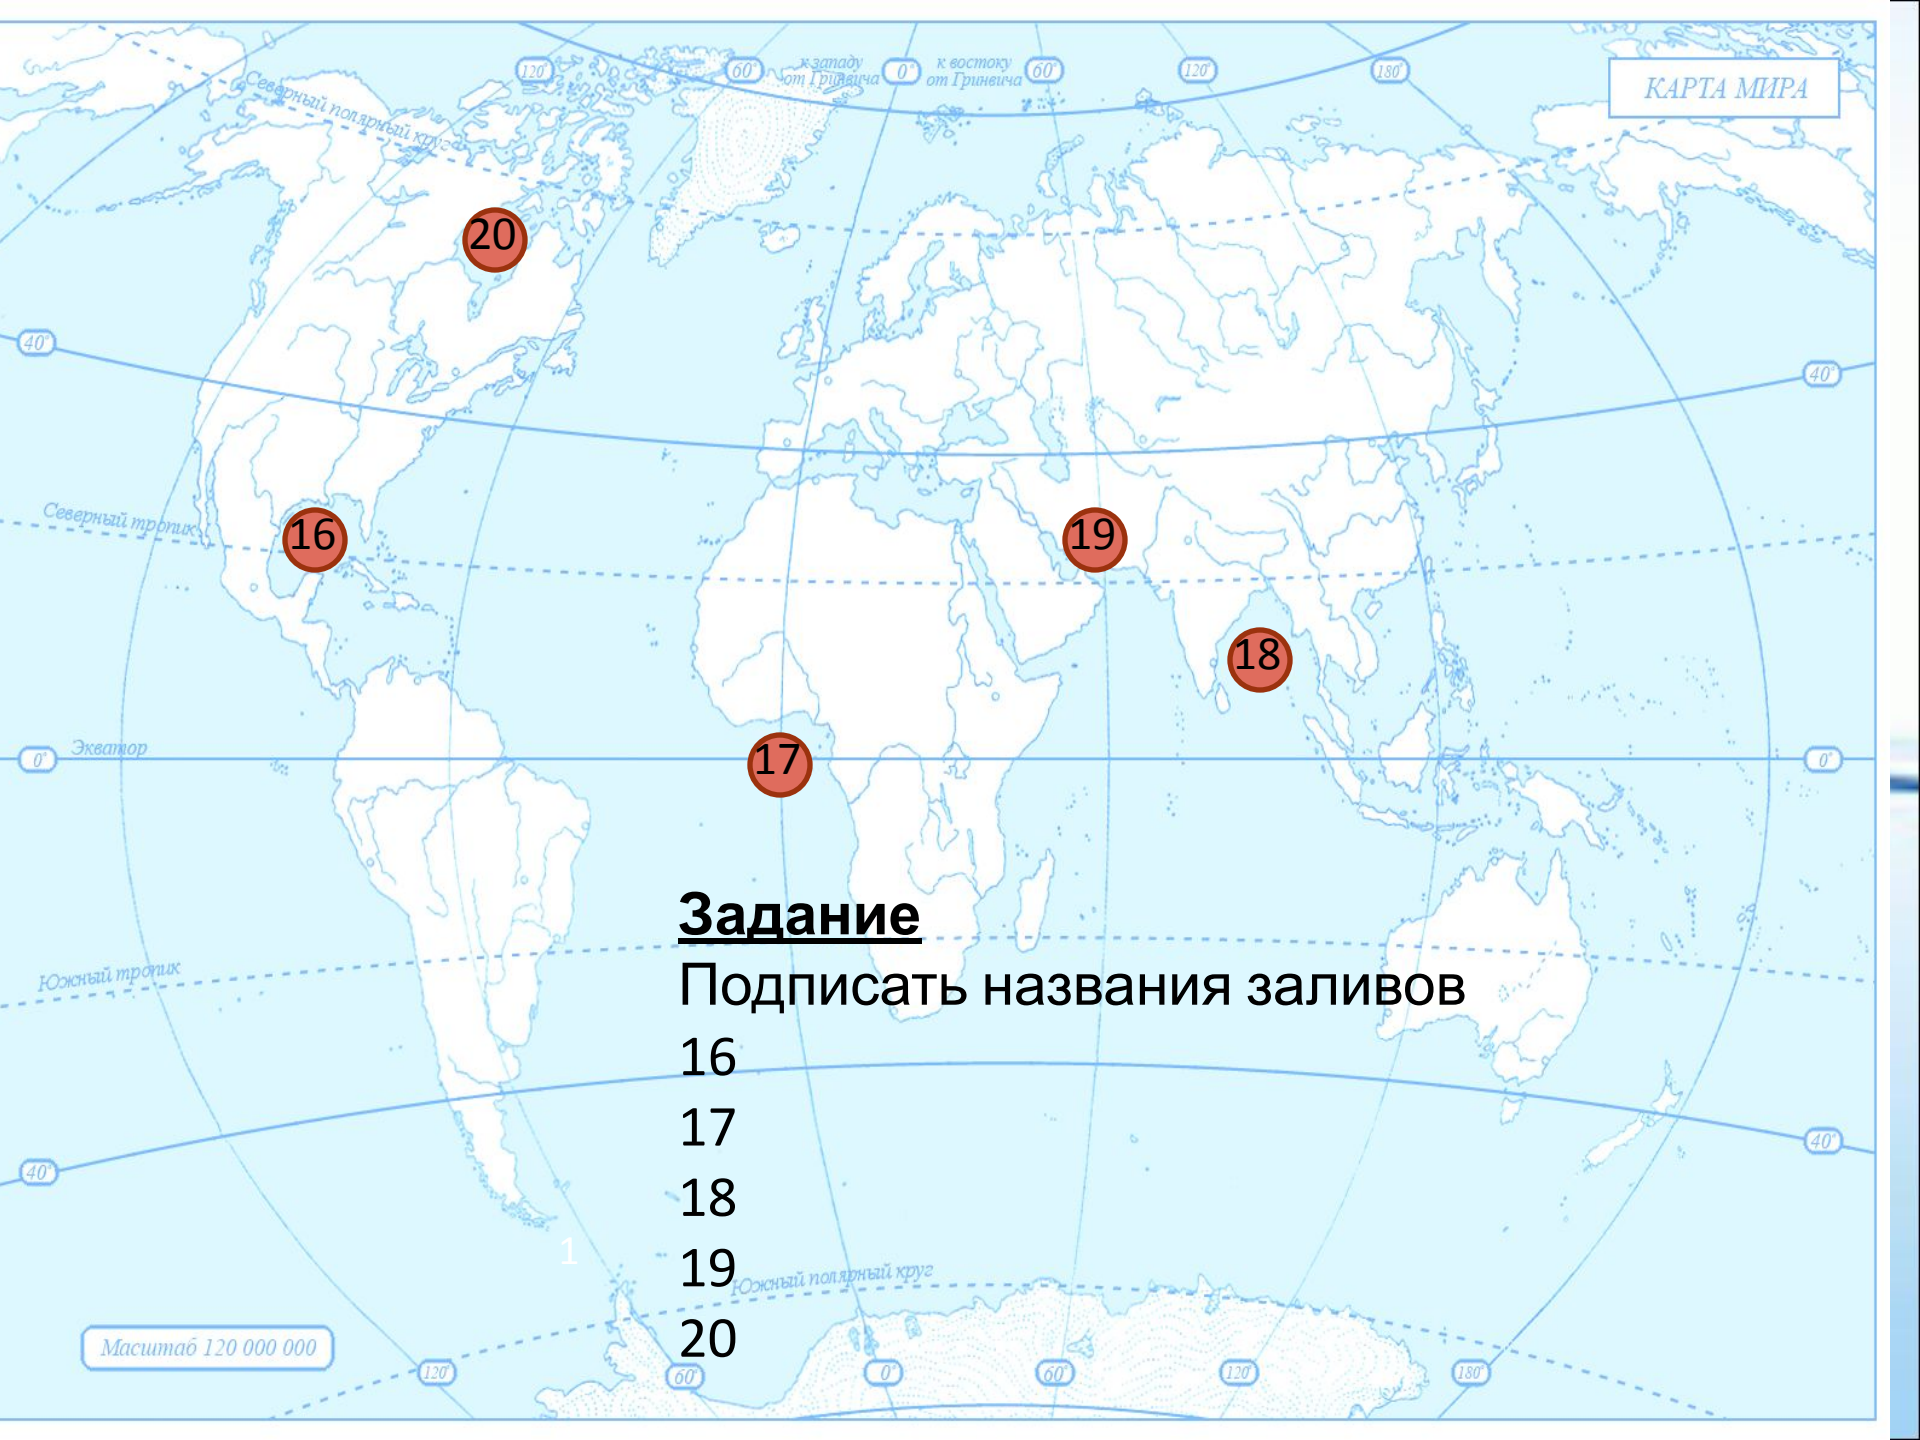 120°
60°
к западу
от Гринвича
0°
к востоку
от Гринвича
60°
120°
180°
КАРТА МИРА
Северный полярный круг
20
40°
40°
Северный тропик
16
19
18
Экватор
0°
17
0°
Задание
Южный тропик
Подписать названия заливов
16
17
40°
40°
18
1
19
Южный полярный круг
20
Масштаб 120 000 000
120°
60°
0°
60°
120°
180°